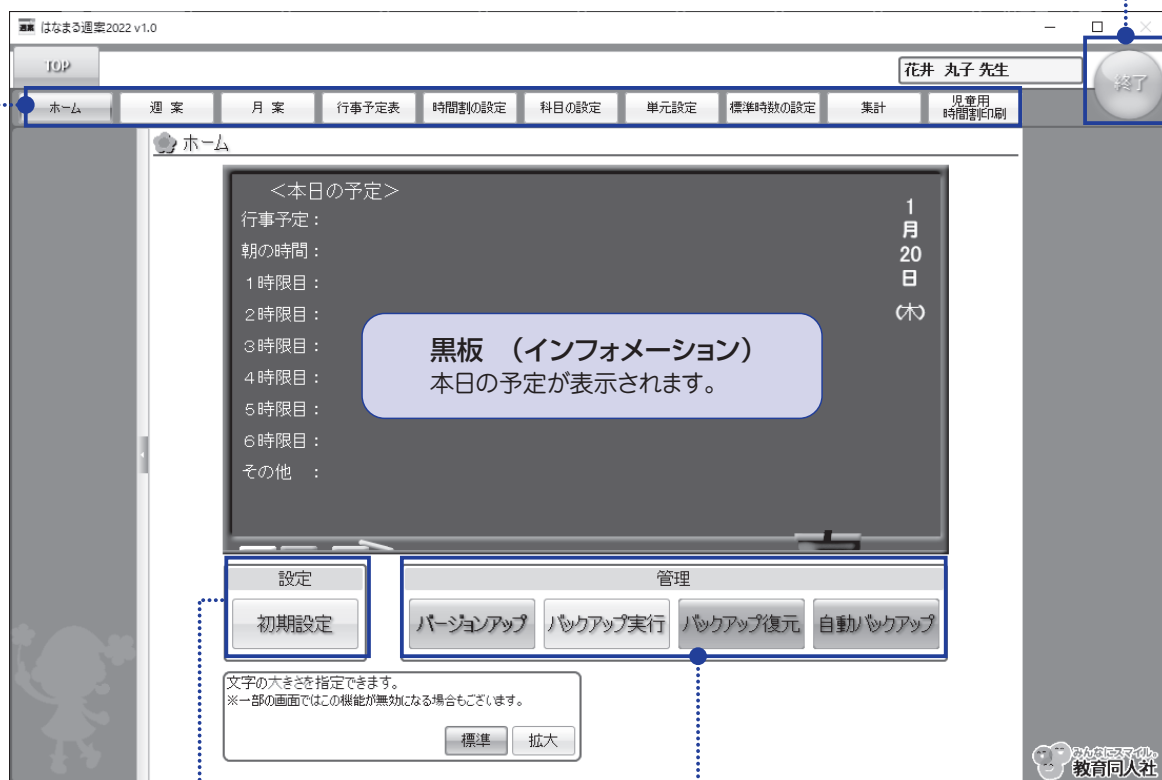 はなまる週案2022 v1.0
TOP
花井 丸子 先生
終了
ホーム
週 案
月 案
行事予定表
時間割の設定
科目の設定
単元設定
標準時数の設定
集計
児童用
時間割印刷
ホーム
＜本日の予定＞
行事予定：
朝の時間：
1時限目：
2時限目：
3時限目：
4時限目：
5時限目：
6時限目：
その他 ：
1
月
20
日
(木)
黒板 （インフォメーション）
本日の予定が表示されます。
設定
初期設定
管理
バージョンアップ
バックアップ実行
バックアップ復元
自動バックアップ
文字の大きさを指定できます。
※一部の画面ではこの機能が無効になる場合もございます。
標準
拡大
みんなにスマイル。
教育同人社